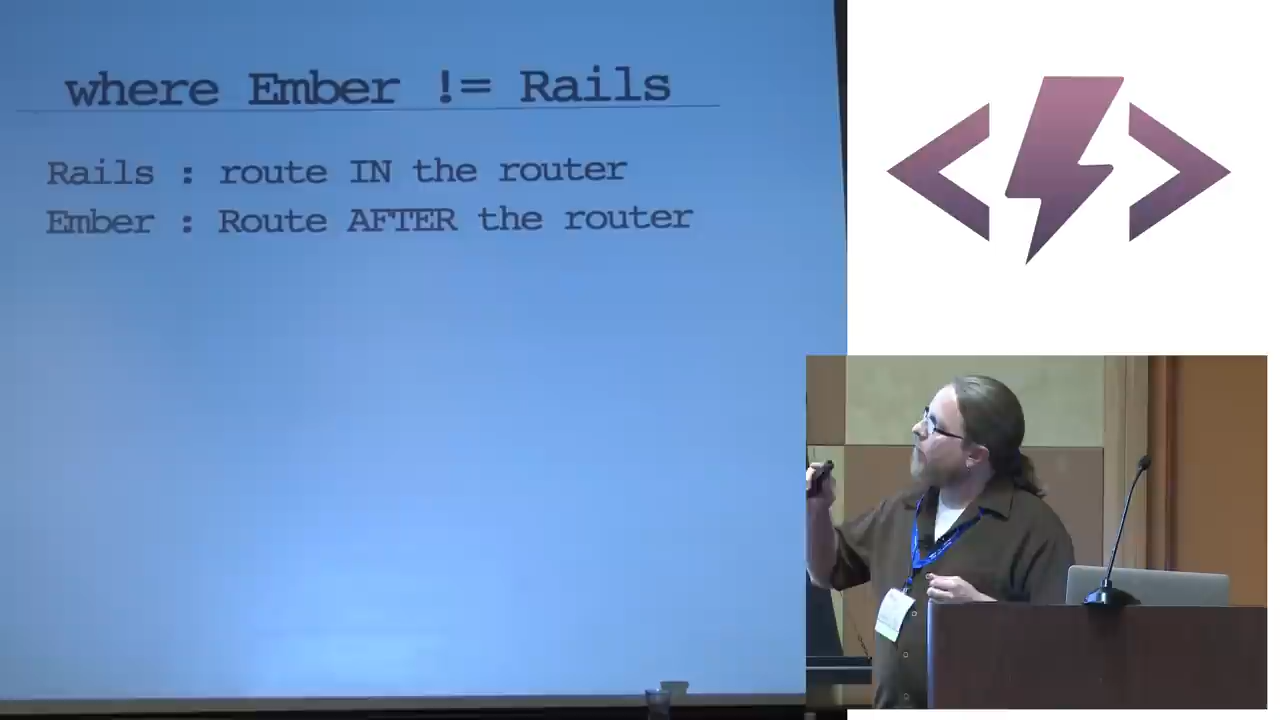 where Ember != Rails
Rails : route IN the router
Ember : Route AFTER the router